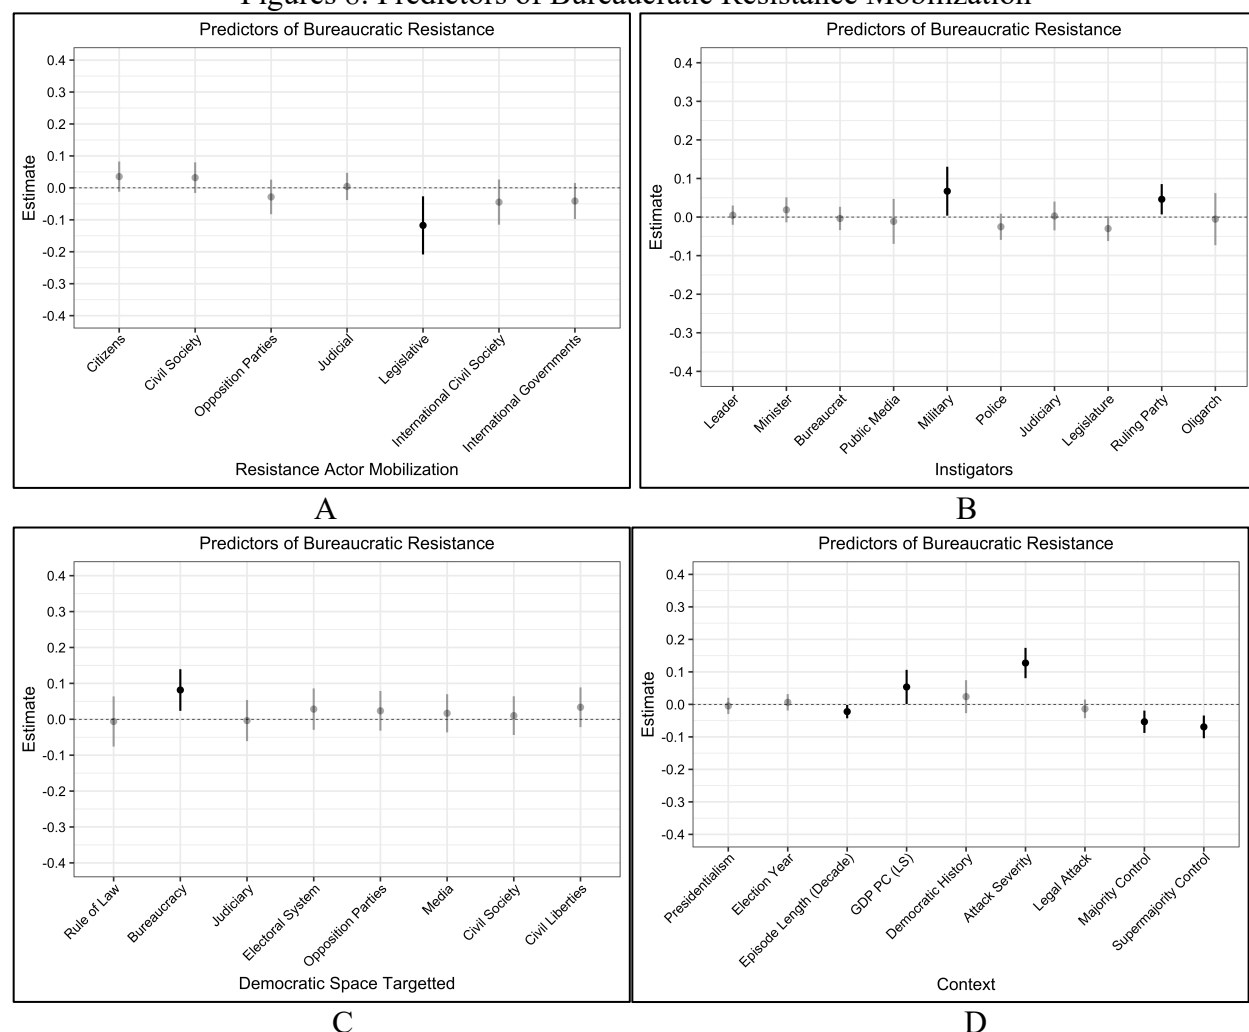 Figures 8: Predictors of Bureaucratic Resistance Mobilization
Predictors of Bureaucratic Resistance
0.4
0.3
0.2
0.1
0.0
-0.1
-0.2
-0.3
-0.4
Estimate
Citizens
Civil Society
Opposition Parties
Judicial
Legislative
International Civil Society
International Governments
Resistance Actor Mobilization
A
Predictors of Bureaucratic Resistance
0.4
0.3
0.2
0.1
0.0
-0.1
-0.2
-0.3
-0.4
Estimate
Leader
Minister
Bureaucrat
Public Media
Military
Police
Judiciary
Legislature
Ruling Party
Oligarch
Instigators
B
Predictors of Bureaucratic Resistance
0.4
0.3
0.2
0.1
0.0
-0.1
-0.2
-0.3
-0.4
Estimate
Rule of Law
Bureaucracy
Judiciary
Electoral System
Opposition Parties
Media
Civil Society
Civil Liberties
Democratic Space Targetted
C
Predictors of Bureaucratic Resistance
0.4
0.3
0.2
0.1
0.0
-0.1
-0.2
-0.3
-0.4
Estimate
Presidentialism
Election Year
Episode Length (Decade)
GDP PC (LS)
Democratic History
Attack Severity
Legal Attack
Majority Control
Supermajority Control
Context
D